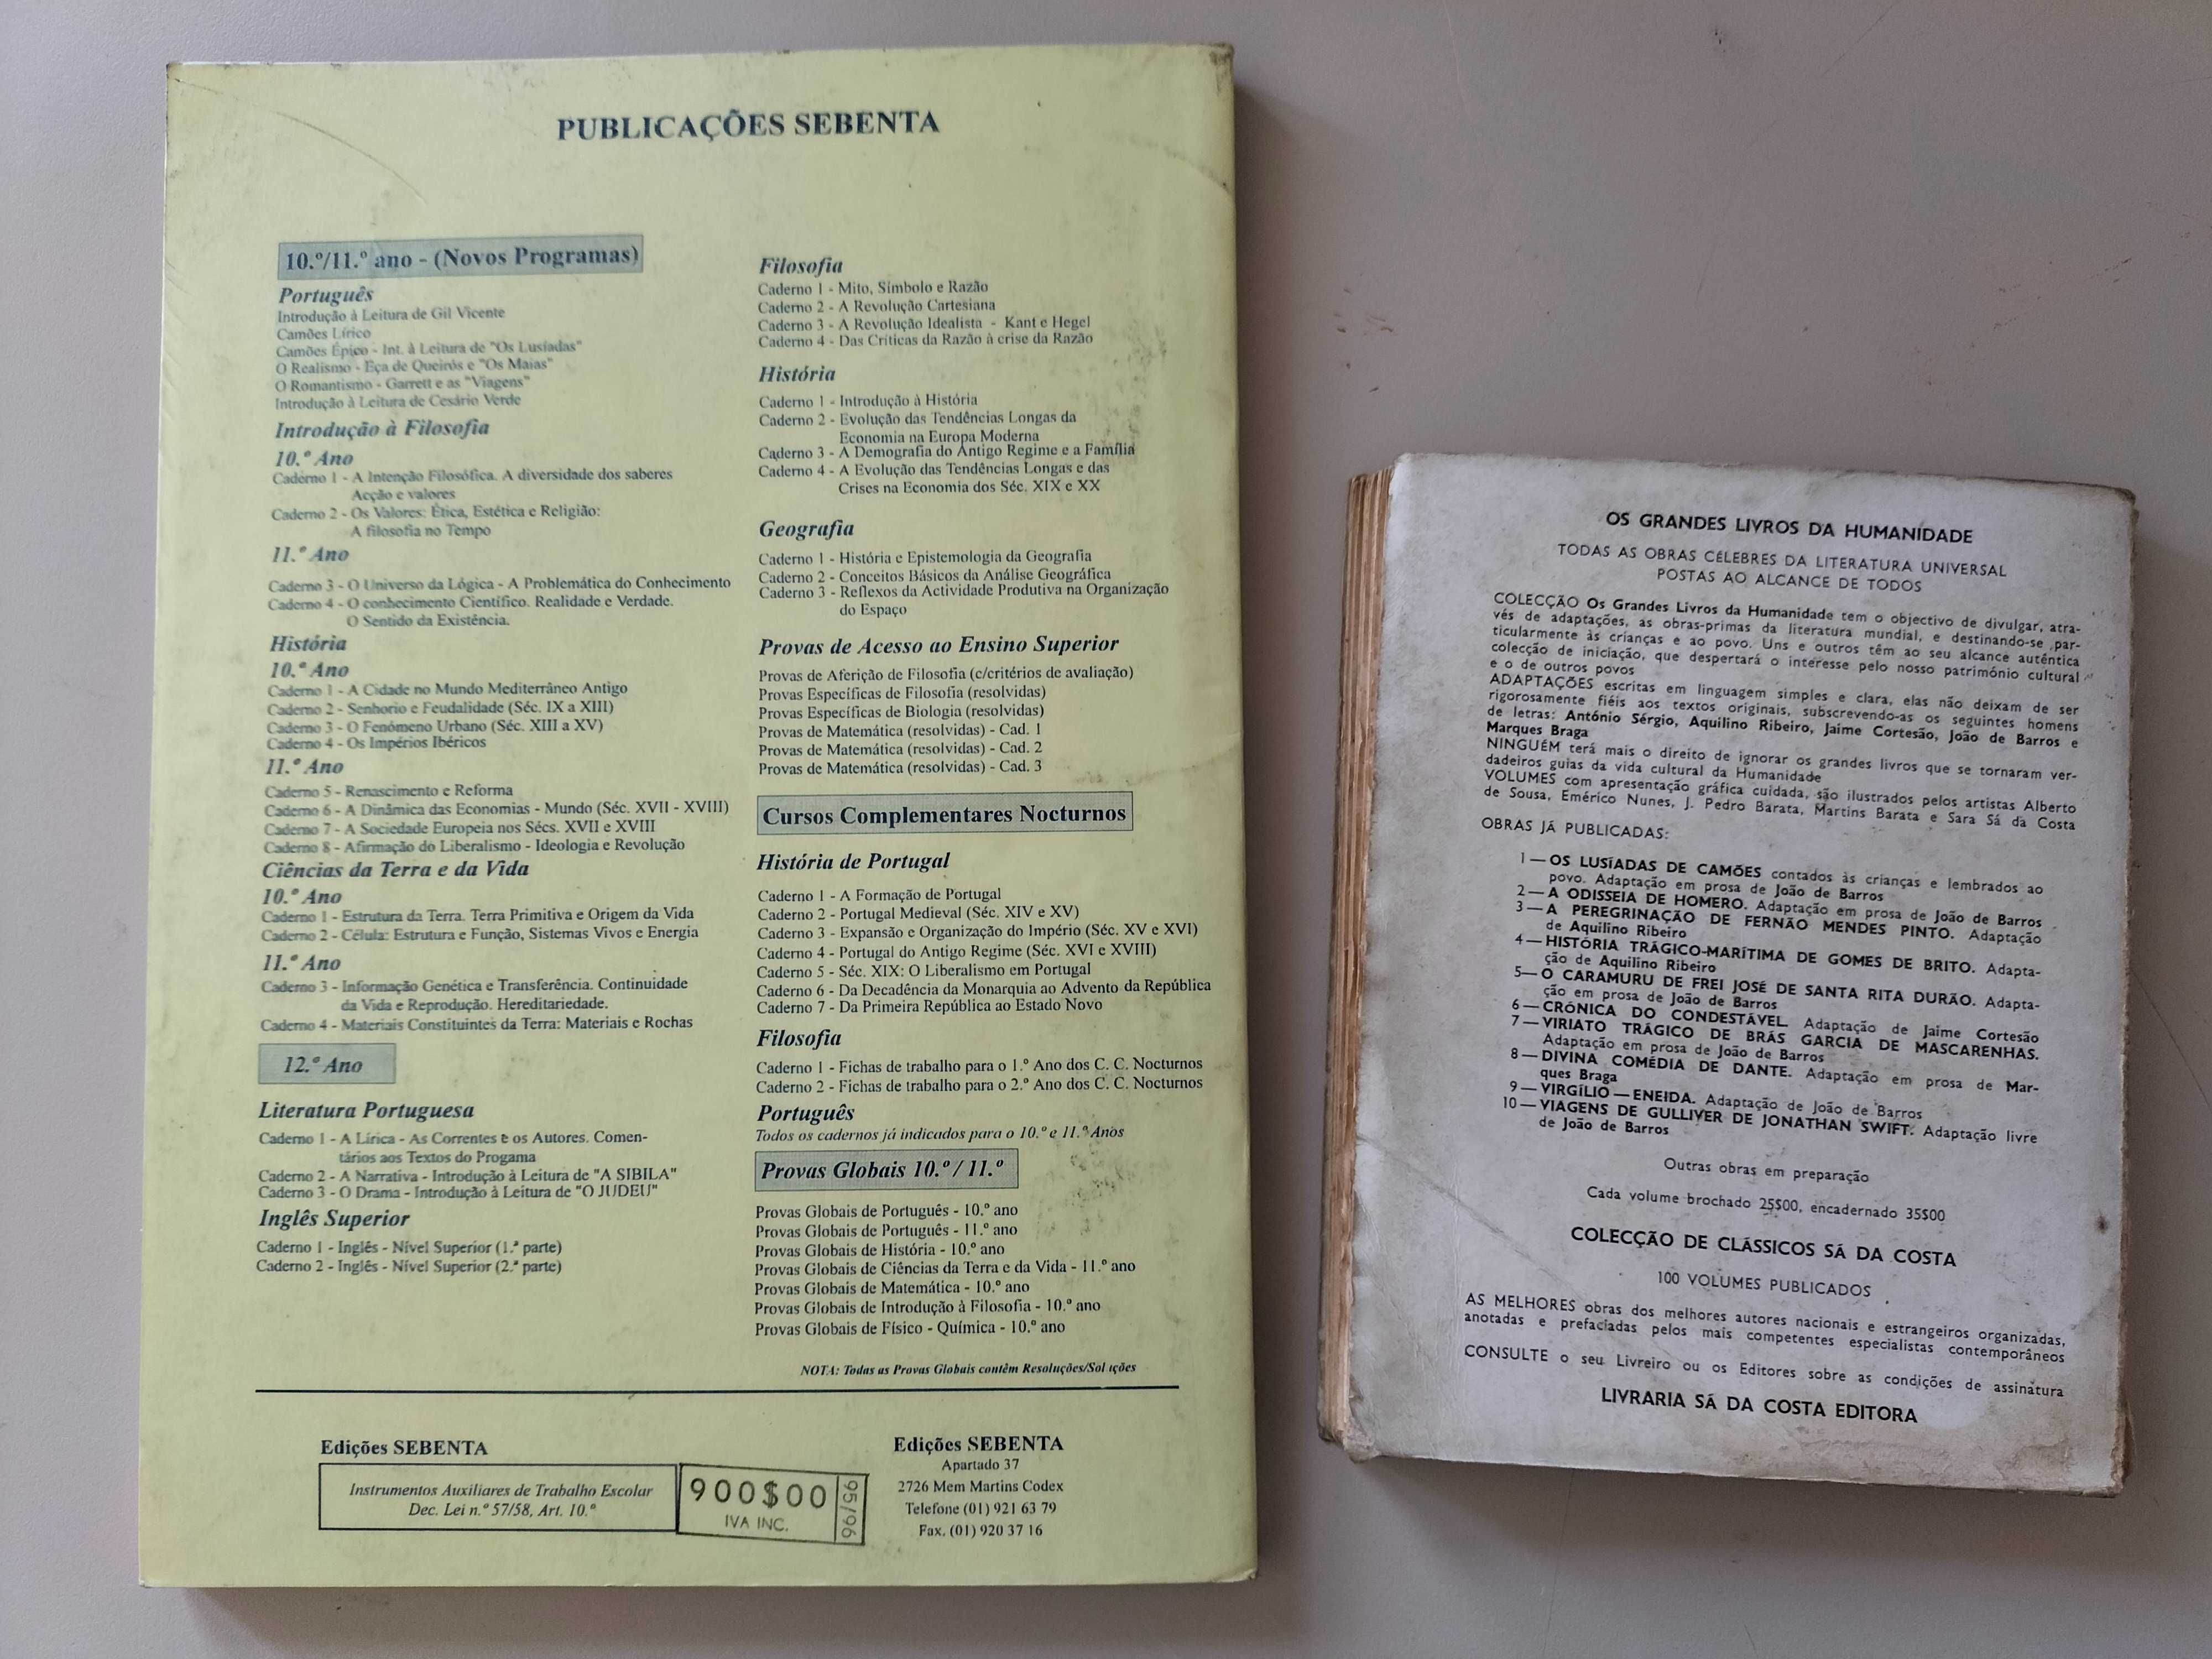 PUBLICAÇÕES SEBENTA
10.º/11.º ano - (Novos Programas)
Português
Introdução à Leitura de Gil Vicente
Camões Lírico
Camões Épico - Int. à Leitura de "Os Lusíadas"
O Realismo - Eça de Queirós e "Os Maias"
O Romantismo - Garrett e as "Viagens"
Introdução à Leitura de Cesário Verde
Introdução à Filosofia
10.º Ano
Caderno 1 - A Intenção Filosófica. A diversidade dos saberes
Acção e valores
Caderno 2 - Os Valores: Ética, Estética e Religião:
A filosofia no Tempo
11.º Ano
Caderno 3 - O Universo da Lógica - A Problemática do Conhecimento
Caderno 4 - O conhecimento Científico. Realidade e Verdade.
O Sentido da Existência.
História
10.º Ano
Caderno 1 - A Cidade no Mundo Mediterrâneo Antigo
Caderno 2 - Senhorio e Feudalidade (Séc. IX a XIII)
Caderno 3 - O Fenómeno Urbano (Séc. XIII a XV)
Caderno 4 - Os Impérios Ibéricos
11.º Ano
Caderno 5 - Renascimento e Reforma
Caderno 6 - A Dinâmica das Economias - Mundo (Séc. XVII - XVIII)
Caderno 7 - A Sociedade Europeia nos Sécs. XVII e XVIII
Caderno 8 - Afirmação do Liberalismo - Ideologia e Revolução
Ciências da Terra e da Vida
10.º Ano
Caderno 1 - Estrutura da Terra. Terra Primitiva e Origem da Vida
Caderno 2 - Célula: Estrutura e Função, Sistemas Vivos e Energia
11.º Ano
Caderno 3 - Informação Genética e Transferência. Continuidade
da Vida e Reprodução. Hereditariedade.
Caderno 4 - Materiais Constituintes da Terra: Materiais e Rochas
12.º Ano
Literatura Portuguesa
Caderno 1 - A Lírica - As Correntes e os Autores. Comen-
tários aos Textos do Progama
Caderno 2 - A Narrativa - Introdução à Leitura de "A SIBILA"
Caderno 3 - O Drama - Introdução à Leitura de "O JUDEU"
Inglês Superior
Caderno 1 - Inglês - Nível Superior (1.ª parte)
Caderno 2 - Inglês - Nível Superior (2.ª parte)
Filosofia
Caderno 1 - Mito, Símbolo e Razão
Caderno 2 - A Revolução Cartesiana
Caderno 3 - A Revolução Idealista - Kant e Hegel
Caderno 4 - Das Críticas da Razão à crise da Razão
História
Caderno 1 - Introdução à História
Caderno 2 - Evolução das Tendências Longas da
Economia na Europa Moderna
Caderno 3 - A Demografia do Antigo Regime e a Família
Caderno 4 - A Evolução das Tendências Longas e das
Crises na Economia dos Séc. XIX e XX
Geografia
Caderno 1 - História e Epistemologia da Geografia
Caderno 2 - Conceitos Básicos da Análise Geográfica
Caderno 3 - Reflexos da Actividade Produtiva na Organização
do Espaço
Provas de Acesso ao Ensino Superior
Provas de Aferição de Filosofia (c/critérios de avaliação)
Provas Específicas de Filosofia (resolvidas)
Provas Específicas de Biologia (resolvidas)
Provas de Matemática (resolvidas) - Cad. 1
Provas de Matemática (resolvidas) - Cad. 2
Provas de Matemática (resolvidas) - Cad. 3
Cursos Complementares Nocturnos
História de Portugal
Caderno 1 - A Formação de Portugal
Caderno 2 - Portugal Medieval (Séc. XIV e XV)
Caderno 3 - Expansão e Organização do Império (Séc. XV e XVI)
Caderno 4 - Portugal do Antigo Regime (Séc. XVI e XVIII)
Caderno 5 - Séc. XIX: O Liberalismo em Portugal
Caderno 6 - Da Decadência da Monarquia ao Advento da República
Caderno 7 - Da Primeira República ao Estado Novo
Filosofia
Caderno 1 - Fichas de trabalho para o 1.º Ano dos C. C. Nocturnos
Caderno 2 - Fichas de trabalho para o 2.º Ano dos C. C. Nocturnos
Português
Todos os cadernos já indicados para o 10.º e 11.º Anos
Provas Globais 10.º / 11.º
Provas Globais de Português - 10.º ano
Provas Globais de Português - 11.º ano
Provas Globais de História - 10.º ano
Provas Globais de Ciências da Terra e da Vida - 11.º ano
Provas Globais de Matemática - 10.º ano
Provas Globais de Introdução à Filosofia - 10.º ano
Provas Globais de Físico - Química - 10.º ano
NOTA: Todas as Provas Globais contêm Resoluções/Sol ções
Edições SEBENTA
Instrumentos Auxiliares de Trabalho Escolar
Dec. Lei n.º 57/58, Art. 10.º
900$00
IVA INC.
95/96
Edições SEBENTA
Apartado 37
2726 Mem Martins Codex
Telefone (01) 921 63 79
Fax. (01) 920 37 16
OS GRANDES LIVROS DA HUMANIDADE
TODAS AS OBRAS CÉLEBRES DA LITERATURA UNIVERSAL
POSTAS AO ALCANCE DE TODOS
COLECÇÃO Os Grandes Livros da Humanidade tem o objectivo de divulgar, atra-
vés de adaptações, as obras-primas da literatura mundial, e destinando-se par-
ticularmente às crianças e ao povo. Uns e outros têm ao seu alcance autêntica
colecção de iniciação, que despertará o interesse pelo nosso património cultural
e o de outros povos
ADAPTAÇÕES escritas em linguagem simples e clara, elas não deixam de ser
rigorosamente fiéis aos textos originais, subscrevendo-as os seguintes homens
de letras: António Sérgio, Aquilino Ribeiro, Jaime Cortesão, João de Barros e
Marques Braga
NINGUÉM terá mais o direito de ignorar os grandes livros que se tornaram ver-
dadeiros guias da vida cultural da Humanidade
VOLUMES com apresentação gráfica cuidada, são ilustrados pelos artistas Alberto
de Sousa, Emérico Nunes, J. Pedro Barata, Martins Barata e Sara Sá da Costa
OBRAS JÁ PUBLICADAS:
1—OS LUSÍADAS DE CAMÕES contados às crianças e lembrados ao
povo. Adaptação em prosa de João de Barros
2—A ODISSEIA DE HOMERO. Adaptação em prosa de João de Barros
3—A PEREGRINAÇÃO DE FERNÃO MENDES PINTO. Adaptação
de Aquilino Ribeiro
4—HISTÓRIA TRÁGICO-MARÍTIMA DE GOMES DE BRITO. Adapta-
ção de Aquilino Ribeiro
5—O CARAMURU DE FREI JOSÉ DE SANTA RITA DURÃO. Adapta-
ção em prosa de João de Barros
6—CRÓNICA DO CONDESTÁVEL. Adaptação de Jaime Cortesão
7—VIRIATO TRÁGICO DE BRÁS GARCIA DE MASCARENHAS.
Adaptação em prosa de João de Barros
8—DIVINA COMÉDIA DE DANTE. Adaptação em prosa de Mar-
ques Braga
9—VIRGÍLIO — ENEIDA. Adaptação de João de Barros
10—VIAGENS DE GULLIVER DE JONATHAN SWIFT. Adaptação livre
de João de Barros
Outras obras em preparação
Cada volume brochado 25$00, encadernado 35$00
COLECÇÃO DE CLÁSSICOS SÁ DA COSTA
100 VOLUMES PUBLICADOS
AS MELHORES obras dos melhores autores nacionais e estrangeiros organizadas,
anotadas e prefaciadas pelos mais competentes especialistas contemporâneos
CONSULTE o seu Livreiro ou os Editores sobre as condições de assinatura
LIVRARIA SÁ DA COSTA EDITORA